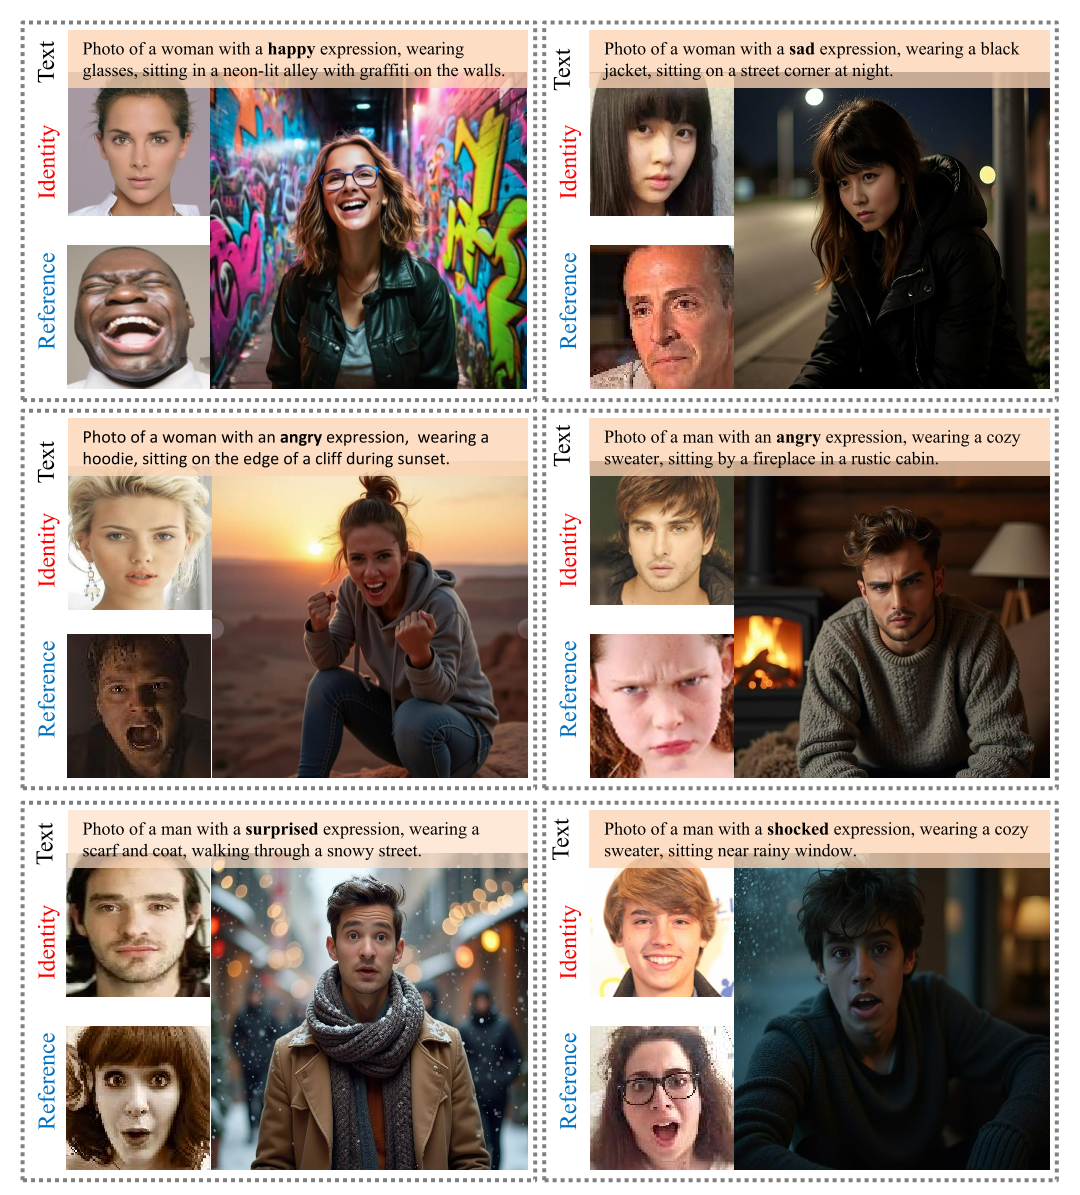 Text
Photo of a woman with a happy expression, wearing
glasses, sitting in a neon-lit alley with graffiti on the walls.
Identity
Reference
Text
Photo of a woman with a sad expression, wearing a black
jacket, sitting on a street corner at night.
Identity
Reference
Text
Photo of a woman with an angry expression, wearing a
hoodie, sitting on the edge of a cliff during sunset.
Identity
Reference
Text
Photo of a man with an angry expression, wearing a cozy
sweater, sitting by a fireplace in a rustic cabin.
Identity
Reference
Text
Photo of a man with a surprised expression, wearing a
scarf and coat, walking through a snowy street.
Identity
Reference
Text
Photo of a man with a shocked expression, wearing a cozy
sweater, sitting near rainy window.
Identity
Reference